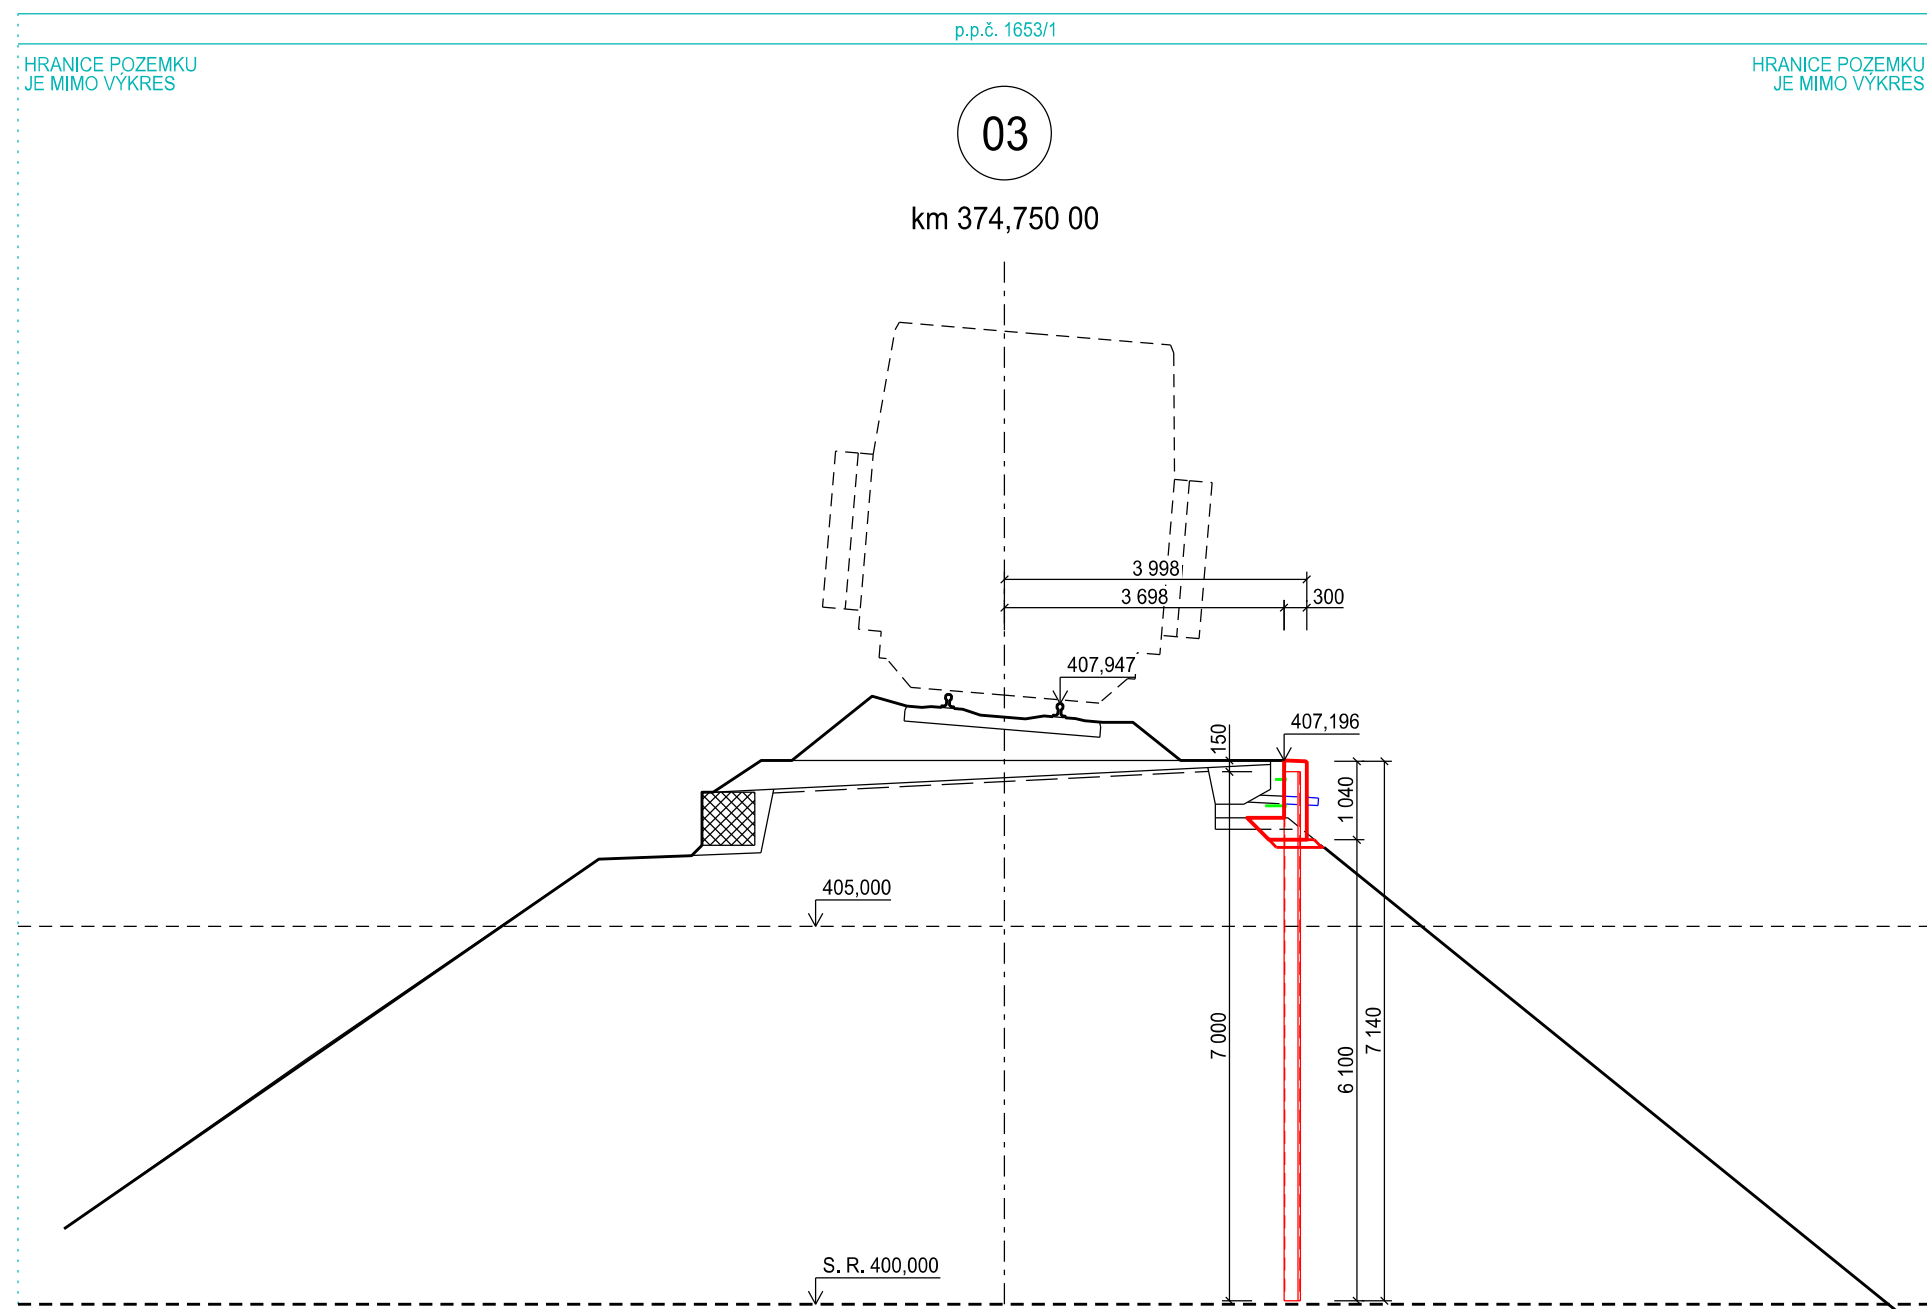 p.p.č. 1653/1
HRANICE POZEMKU
JE MIMO VÝKRES
HRANICE POZEMKU
JE MIMO VÝKRES
03
km 374,750 00
3 998
3 698
300
407,947
407,196
150
1 040
405,000
7 000
6 100
7 140
S. R. 400,000